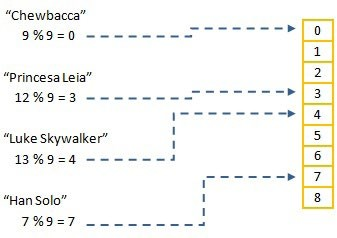 “Chewbacca”
9 % 9 = 0
“Princesa Leia”
12 % 9 = 3
“Luke Skywalker”
13 % 9 = 4
“Han Solo”
7 % 9 = 7
0
1
2
3
4
5
6
7
8